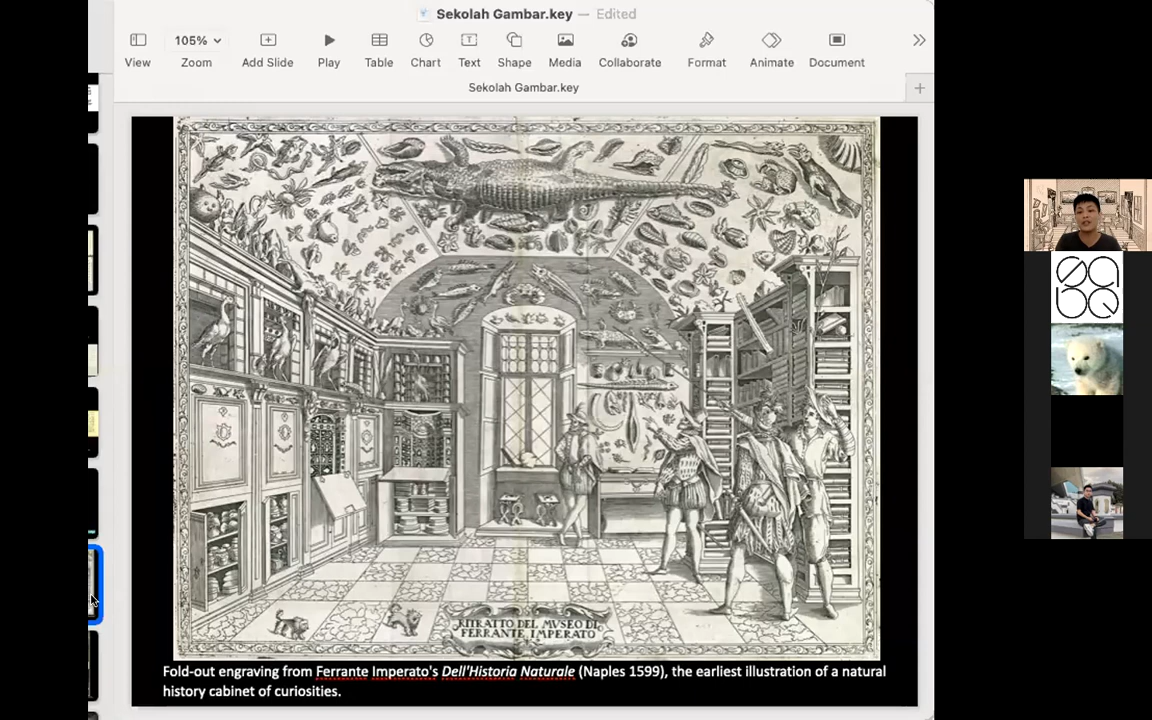 Sekolah Gambar.key — Edited
105%
View Zoom Add Slide Play Table Chart Text Shape Media Collaborate Format Animate Document
Sekolah Gambar.key
RITRATTO DEL MVSEO DI
FERRANTE IMPERATO
Fold-out engraving from Ferrante Imperato's Dell'Historia Naturale (Naples 1599), the earliest illustration of a natural
history cabinet of curiosities.